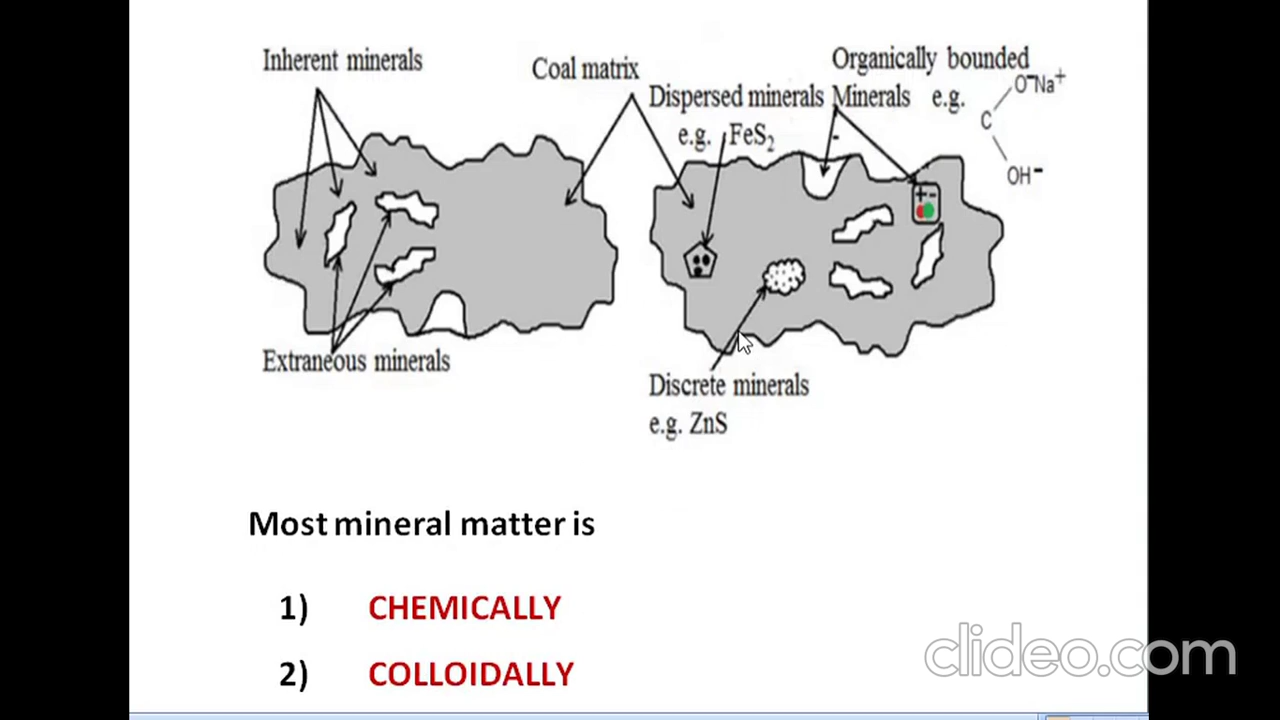 Inherent minerals
Coal matrix
Organically bounded
Minerals e.g.
O⁻Na⁺
C
OH⁻
Dispersed minerals
e.g. FeS₂
-
+-
Extraneous minerals
Discrete minerals
e.g. ZnS
Most mineral matter is
1) CHEMICALLY
2) COLLOIDALLY
clideo.com